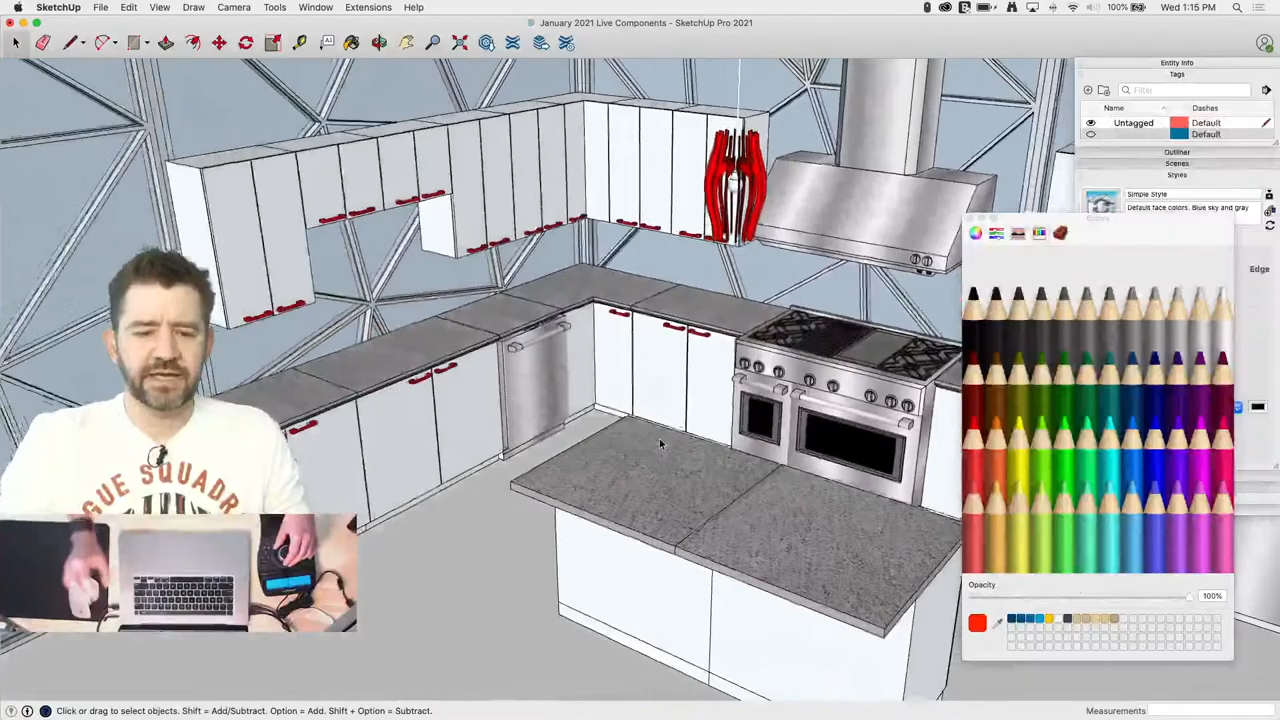 SketchUp File Edit View Draw Camera Tools Window Extensions Help 100% Wed 1:15 PM
January 2021 Live Components - SketchUp Pro 2021
Entity Info
Tags
Filter
Name Dashes
Untagged Default
Default
Outliner
Scenes
Styles
Simple Style
Default face colors. Blue sky and gray
Colors
Edge
GUE SQUAD
Opacity
100%
Click or drag to select objects. Shift = Add/Subtract. Option = Add. Shift + Option = Subtract.
Measurements